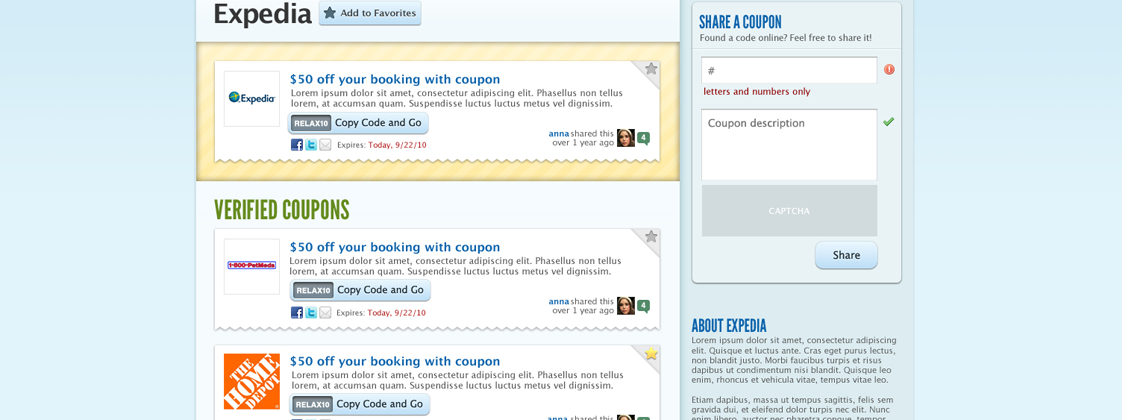 Expedia
Add to Favorites
Expedia
$50 off your booking with coupon
Lorem ipsum dolor sit amet, consectetur adipiscing elit. Phasellus non tellus
lorem, at accumsan quam. Suspendisse luctus luctus metus vel dignissim.
RELAX10 Copy Code and Go
Expires: Today, 9/22/10
anna shared this
over 1 year ago
4
VERIFIED COUPONS
1-800-PetMeds
$50 off your booking with coupon
Lorem ipsum dolor sit amet, consectetur adipiscing elit. Phasellus non tellus
lorem, at accumsan quam. Suspendisse luctus luctus metus vel dignissim.
RELAX10 Copy Code and Go
Expires: Today, 9/22/10
anna shared this
over 1 year ago
4
THE
HOME
DEPOT
$50 off your booking with coupon
Lorem ipsum dolor sit amet, consectetur adipiscing elit. Phasellus non tellus
lorem, at accumsan quam. Suspendisse luctus luctus metus vel dignissim.
RELAX10 Copy Code and Go
anna shared this
SHARE A COUPON
Found a code online? Feel free to share it!
#
letters and numbers only
Coupon description
CAPTCHA
Share
ABOUT EXPEDIA
Lorem ipsum dolor sit amet, consectetur adipiscing
elit. Quisque et luctus ante. Cras eget purus lectus,
non blandit justo. Morbi faucibus turpis et risus
dapibus ut condimentum nisi blandit. Quisque leo
enim, rhoncus et vehicula vitae, tempus vitae leo.
Etiam dapibus, massa ut tempus sagittis, felis sem
gravida dui, et eleifend dolor turpis nec elit. Nunc